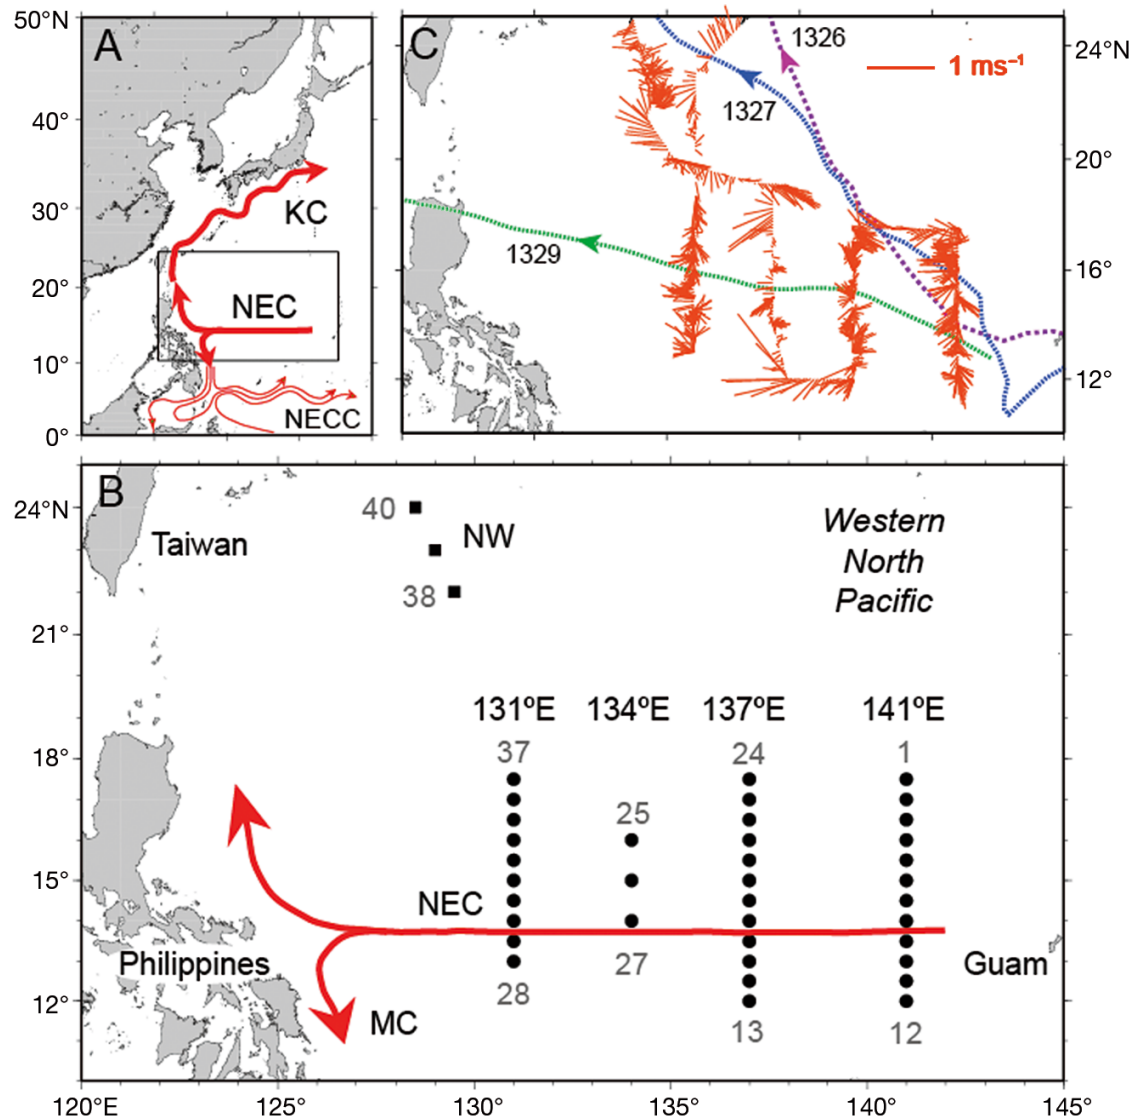 50°N
40°
30°
20°
10°
0°
A
KC
NEC
NECC
C
1326
1 ms⁻¹
1327
1329
24°N
20°
16°
12°
B
24°N
21°
18°
15°
12°
Taiwan
40
NW
38
Western
North
Pacific
131ºE 134ºE 137ºE 141ºE
37 24 1
25
NEC
27
28
13 12
Philippines
Guam
MC
120°E 125° 130° 135° 140° 145°